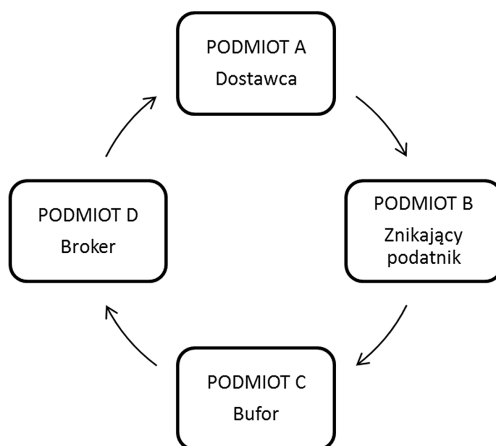 PODMIOT A
Dostawca
PODMIOT B
Znikający
podatnik
PODMIOT C
Bufor
PODMIOT D
Broker